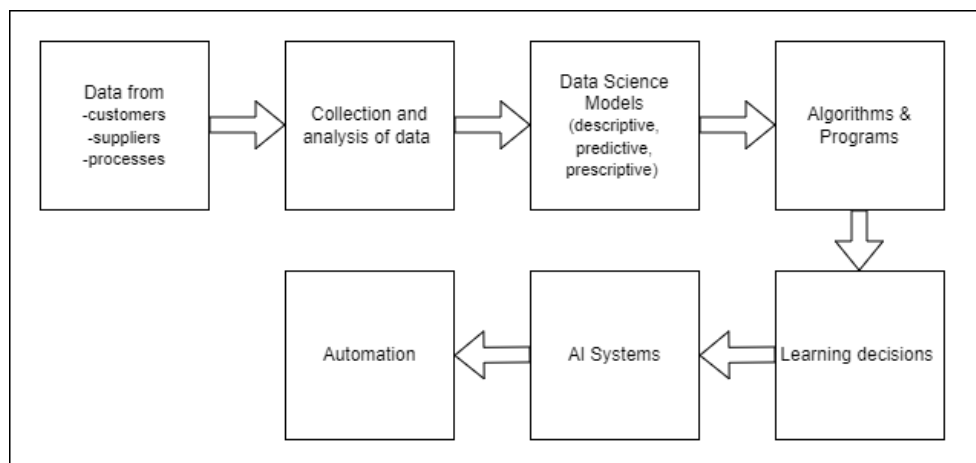 Data from
-customers
-suppliers
-processes
Collection and
analysis of data
Data Science
Models
(descriptive,
predictive,
prescriptive)
Algorithms &
Programs
Automation
AI Systems
Learning decisions